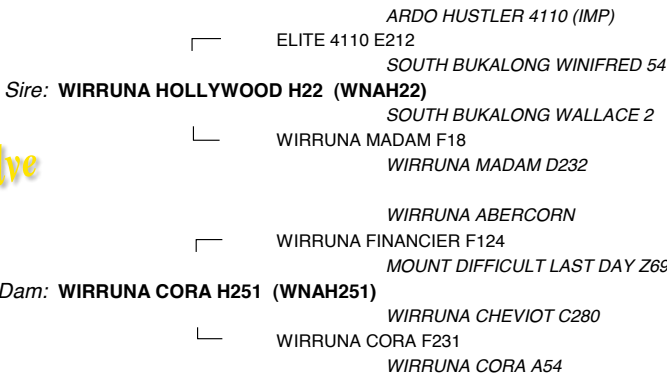 ARDO HUSTLER 4110 (IMP)
ELITE 4110 E212
SOUTH BUKALONG WINIFRED 54
Sire: WIRRUNA HOLLYWOOD H22 (WNAH22)
SOUTH BUKALONG WALLACE 2
WIRRUNA MADAM F18
WIRRUNA MADAM D232
WIRRUNA ABERCORN
WIRRUNA FINANCIER F124
MOUNT DIFFICULT LAST DAY Z69
Dam: WIRRUNA CORA H251 (WNAH251)
WIRRUNA CHEVIOT C280
WIRRUNA CORA F231
WIRRUNA CORA A54